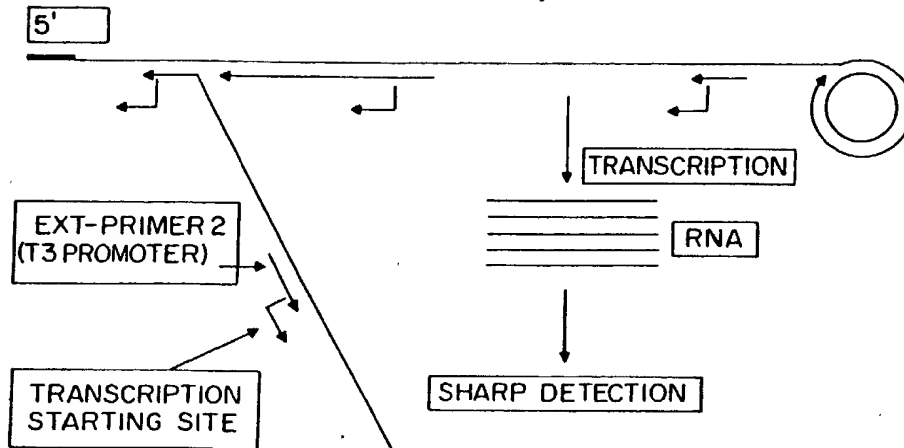 5'
TRANSCRIPTION
EXT-PRIMER 2
(T3 PROMOTER)
RNA
TRANSCRIPTION
STARTING SITE
SHARP DETECTION